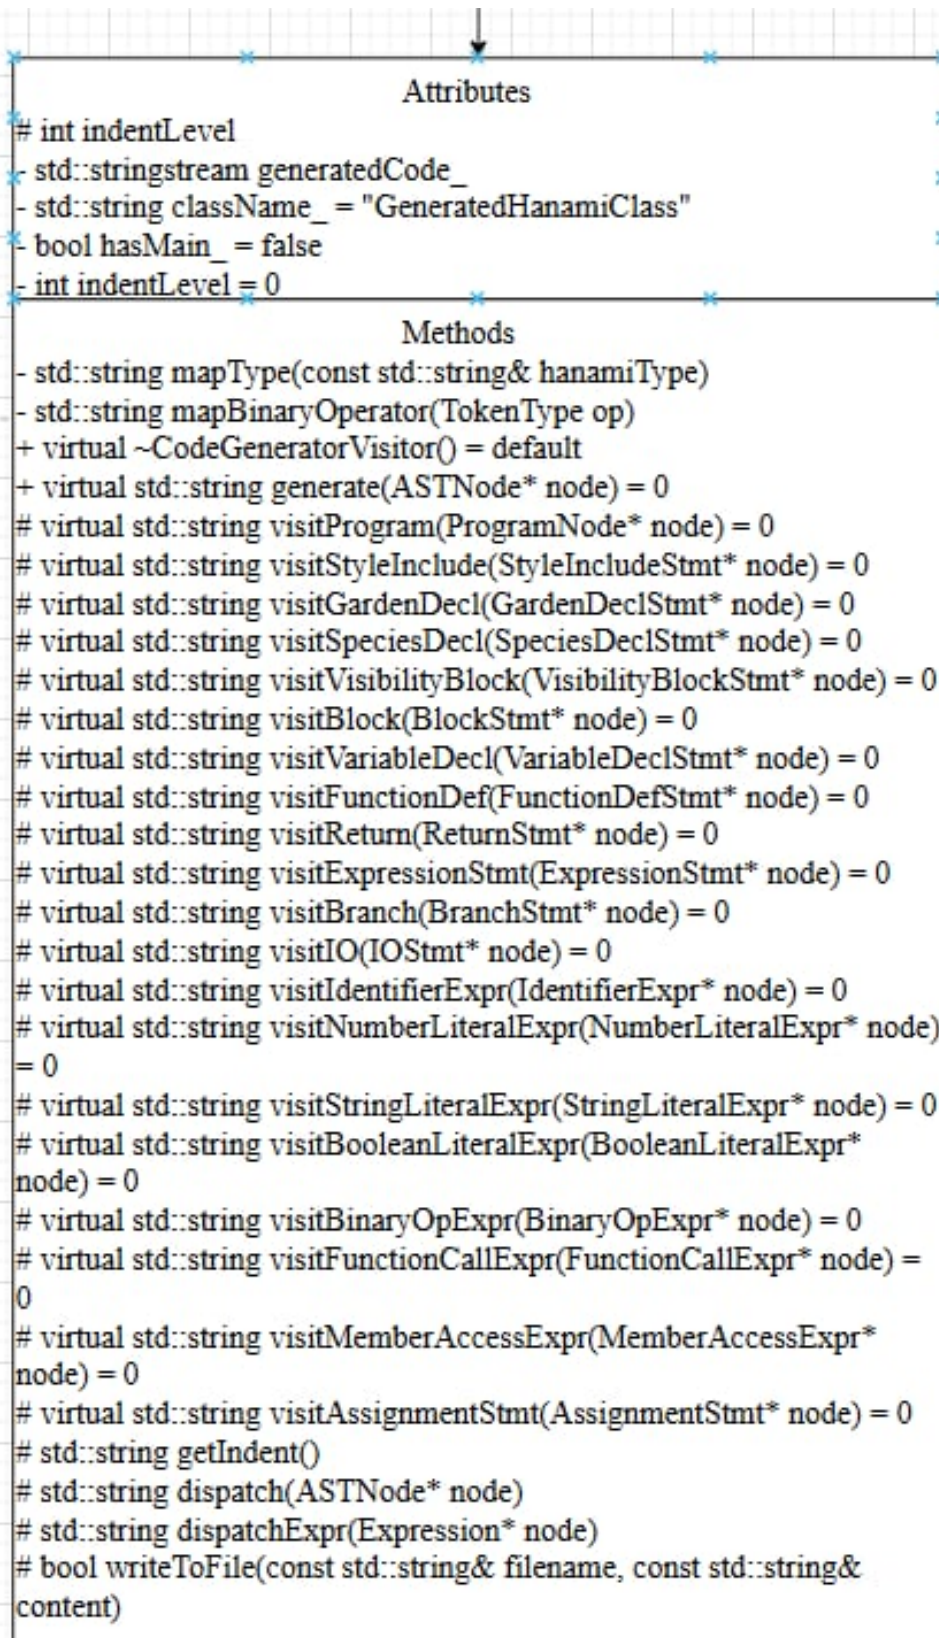 Attributes
# int indentLevel
- std::stringstream generatedCode_
- std::string className_ = "GeneratedHanamiClass"
- bool hasMain_ = false
- int indentLevel = 0
Methods
- std::string mapType(const std::string& hanamiType)
- std::string mapBinaryOperator(TokenType op)
+ virtual ~CodeGeneratorVisitor() = default
+ virtual std::string generate(ASTNode* node) = 0
# virtual std::string visitProgram(ProgramNode* node) = 0
# virtual std::string visitStyleInclude(StyleIncludeStmt* node) = 0
# virtual std::string visitGardenDecl(GardenDeclStmt* node) = 0
# virtual std::string visitSpeciesDecl(SpeciesDeclStmt* node) = 0
# virtual std::string visitVisibilityBlock(VisibilityBlockStmt* node) = 0
# virtual std::string visitBlock(BlockStmt* node) = 0
# virtual std::string visitVariableDecl(VariableDeclStmt* node) = 0
# virtual std::string visitFunctionDef(FunctionDefStmt* node) = 0
# virtual std::string visitReturn(ReturnStmt* node) = 0
# virtual std::string visitExpressionStmt(ExpressionStmt* node) = 0
# virtual std::string visitBranch(BranchStmt* node) = 0
# virtual std::string visitIO(IOStmt* node) = 0
# virtual std::string visitIdentifierExpr(IdentifierExpr* node) = 0
# virtual std::string visitNumberLiteralExpr(NumberLiteralExpr* node)
= 0
# virtual std::string visitStringLiteralExpr(StringLiteralExpr* node) = 0
# virtual std::string visitBooleanLiteralExpr(BooleanLiteralExpr*
node) = 0
# virtual std::string visitBinaryOpExpr(BinaryOpExpr* node) = 0
# virtual std::string visitFunctionCallExpr(FunctionCallExpr* node) =
0
# virtual std::string visitMemberAccessExpr(MemberAccessExpr*
node) = 0
# virtual std::string visitAssignmentStmt(AssignmentStmt* node) = 0
# std::string getIndent()
# std::string dispatch(ASTNode* node)
# std::string dispatchExpr(Expression* node)
# bool writeToFile(const std::string& filename, const std::string&
content)